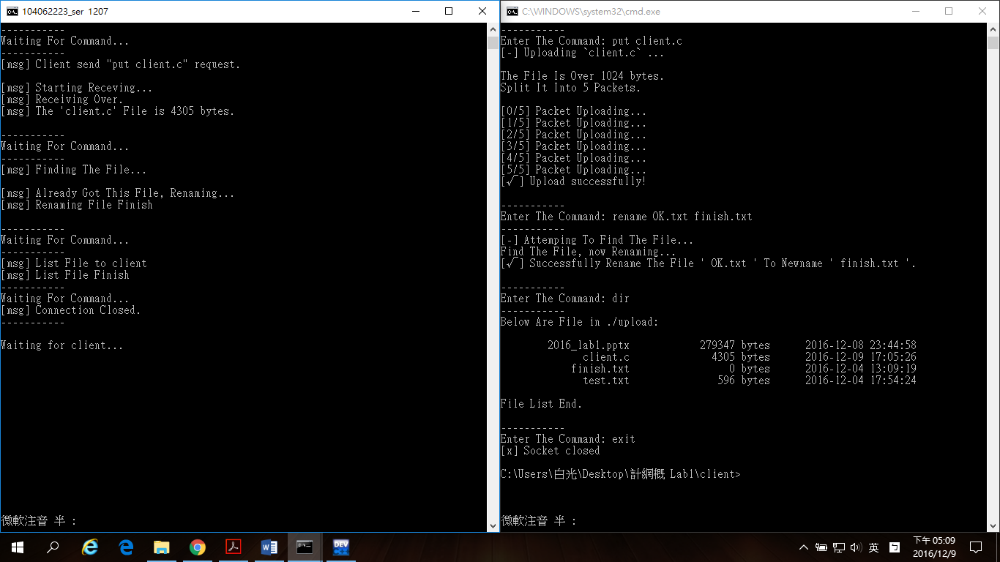 104062223_ser 1207
-----------
Waiting For Command...
-----------
[msg] Client send "put client.c" request.
[msg] Starting Receving...
[msg] Receiving Over.
[msg] The 'client.c' File is 4305 bytes.
-----------
Waiting For Command...
-----------
[msg] Finding The File...
[msg] Already Got This File, Renaming...
[msg] Renaming File Finish
-----------
Waiting For Command...
-----------
[msg] List File to client
[msg] List File Finish
-----------
Waiting For Command...
[msg] Connection Closed.
-----------
Waiting for client...
微軟注音 半 :
C:\WINDOWS\system32\cmd.exe
-----------
Enter The Command: put client.c
[-] Uploading `client.c` ...
The File Is Over 1024 bytes.
Split It Into 5 Packets.
[0/5] Packet Uploading...
[1/5] Packet Uploading...
[2/5] Packet Uploading...
[3/5] Packet Uploading...
[4/5] Packet Uploading...
[5/5] Packet Uploading...
[√ ] Upload successfully!
-----------
Enter The Command: rename OK.txt finish.txt
-----------
[-] Attemping To Find The File...
Find The File, now Renaming...
[√ ] Successfully Rename The File ' OK.txt ' To Newname ' finish.txt '.
-----------
Enter The Command: dir
-----------
Below Are File in ./upload:
2016_lab1.pptx 279347 bytes 2016-12-08 23:44:58
client.c 4305 bytes 2016-12-09 17:05:26
finish.txt 0 bytes 2016-12-04 13:09:19
test.txt 596 bytes 2016-12-04 17:54:24
File List End.
-----------
Enter The Command: exit
[x] Socket closed
C:\Users\白光\Desktop\計網概 Lab1\client>
微軟注音 半 :
DEV
英
ㄅ
下午 05:09
2016/12/9